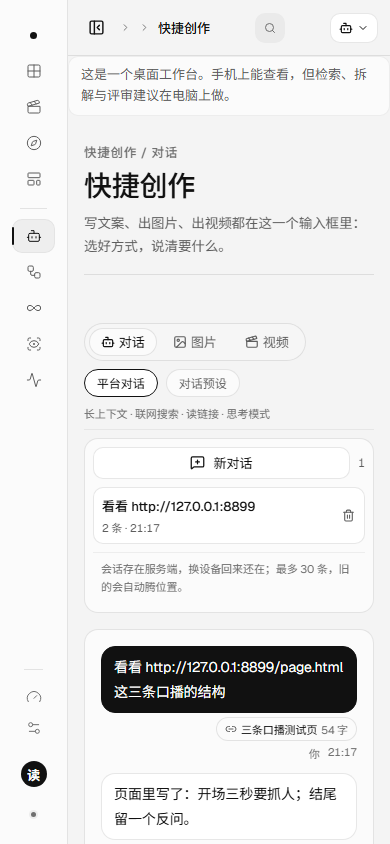 快捷创作
这是一个桌面工作台。手机上能查看，但检索、拆
解与评审建议在电脑上做。
快捷创作 / 对话
快捷创作
写文案、出图片、出视频都在这一个输入框里：
选好方式，说清要什么。
对话 图片 视频
平台对话 对话预设
长上下文 · 联网搜索 · 读链接 · 思考模式
新对话 1
看看 http://127.0.0.1:8899
2 条 · 21:17
会话存在服务端，换设备回来还在；最多 30 条，旧
的会自动腾位置。
看看 http://127.0.0.1:8899/page.html
这三条口播的结构
三条口播测试页 54 字
你 21:17
读
页面里写了：开场三秒要抓人；结尾
留一个反问。